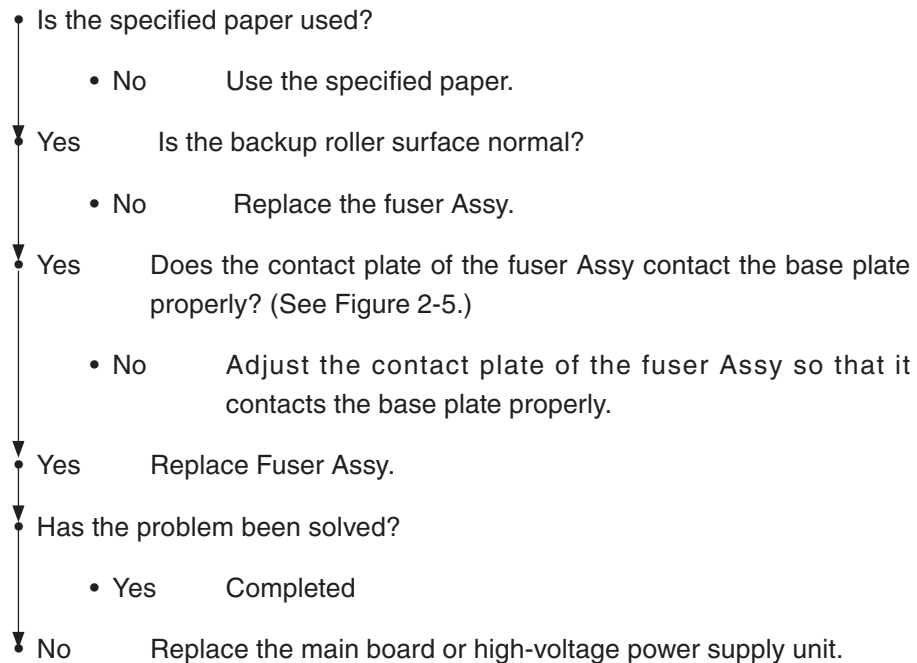 • Is the specified paper used?
• No Use the specified paper.
• Yes Is the backup roller surface normal?
• No Replace the fuser Assy.
• Yes Does the contact plate of the fuser Assy contact the base plate
properly? (See Figure 2-5.)
• No Adjust the contact plate of the fuser Assy so that it
contacts the base plate properly.
• Yes Replace Fuser Assy.
• Has the problem been solved?
• Yes Completed
• No Replace the main board or high-voltage power supply unit.